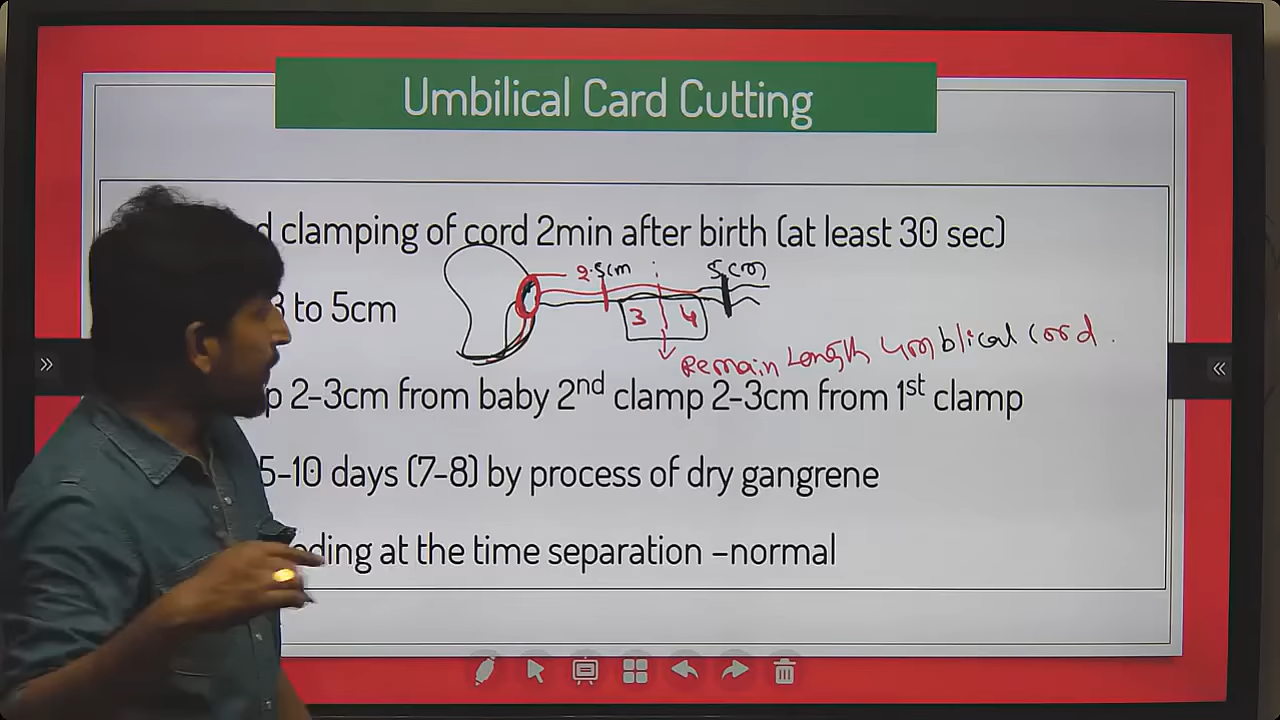 Umbilical Card Cutting
d clamping of cord 2min after birth (at least 30 sec)
2.5cm
5cm
3 to 5cm
3 4
Remain Length umblical cord.
p 2-3cm from baby 2nd clamp 2-3cm from 1st clamp
5-10 days (7-8) by process of dry gangrene
eding at the time separation -normal